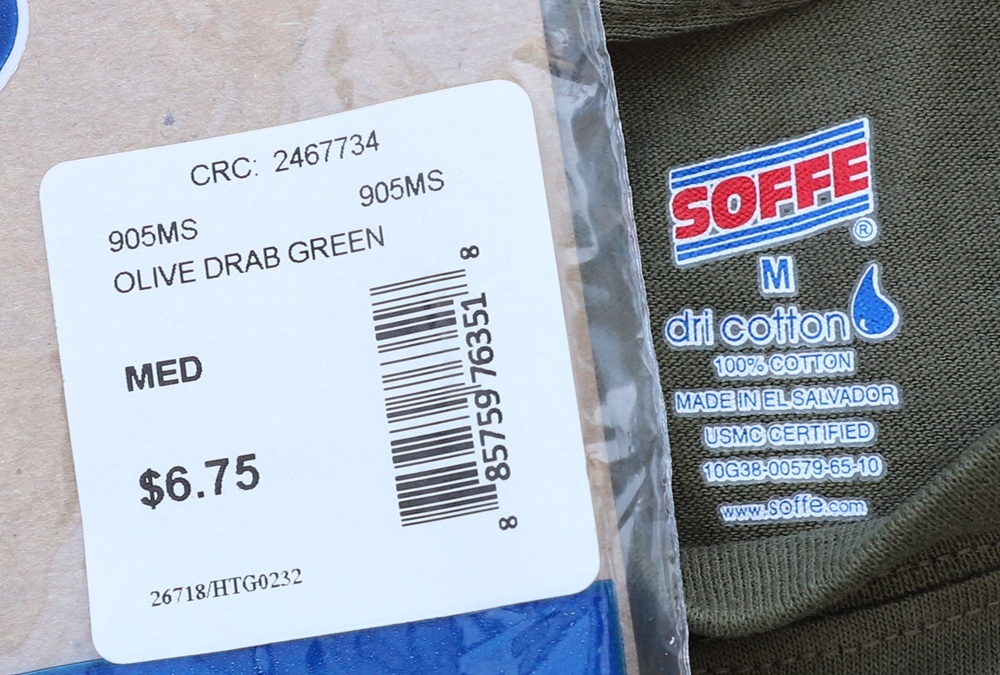 CRC: 2467734
905MS
905MS
OLIVE DRAB GREEN
MED
$6.75
8 85759 76351 8
26718/HTG0232
SOFFE
®
M
dri cotton
100% COTTON
MADE IN EL SALVADOR
USMC CERTIFIED
10G38-00579-65-10
www.soffe.com